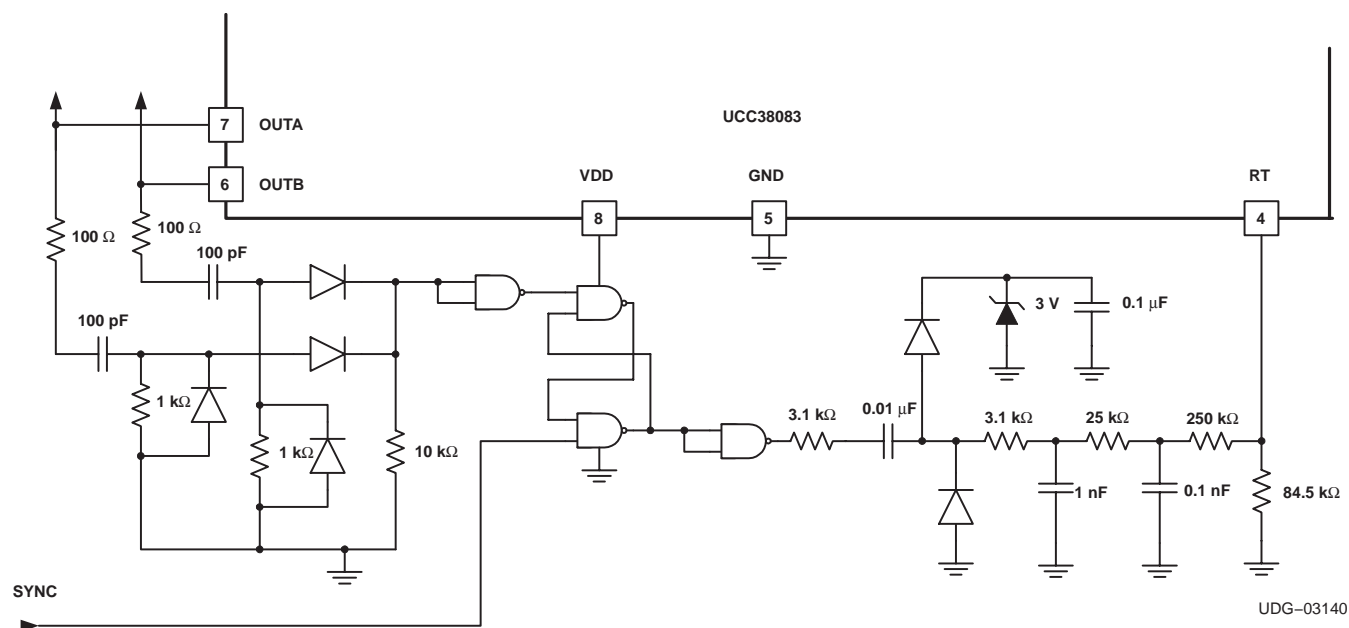 UCC38083
7 OUTA
6 OUTB
VDD
GND
RT
8
5
4
100 Ω
100 Ω
100 pF
3 V
0.1 μF
100 pF
1 kΩ
3.1 kΩ
0.01 μF
3.1 kΩ
25 kΩ
250 kΩ
1 kΩ
10 kΩ
1 nF
0.1 nF
84.5 kΩ
SYNC
UDG–03140